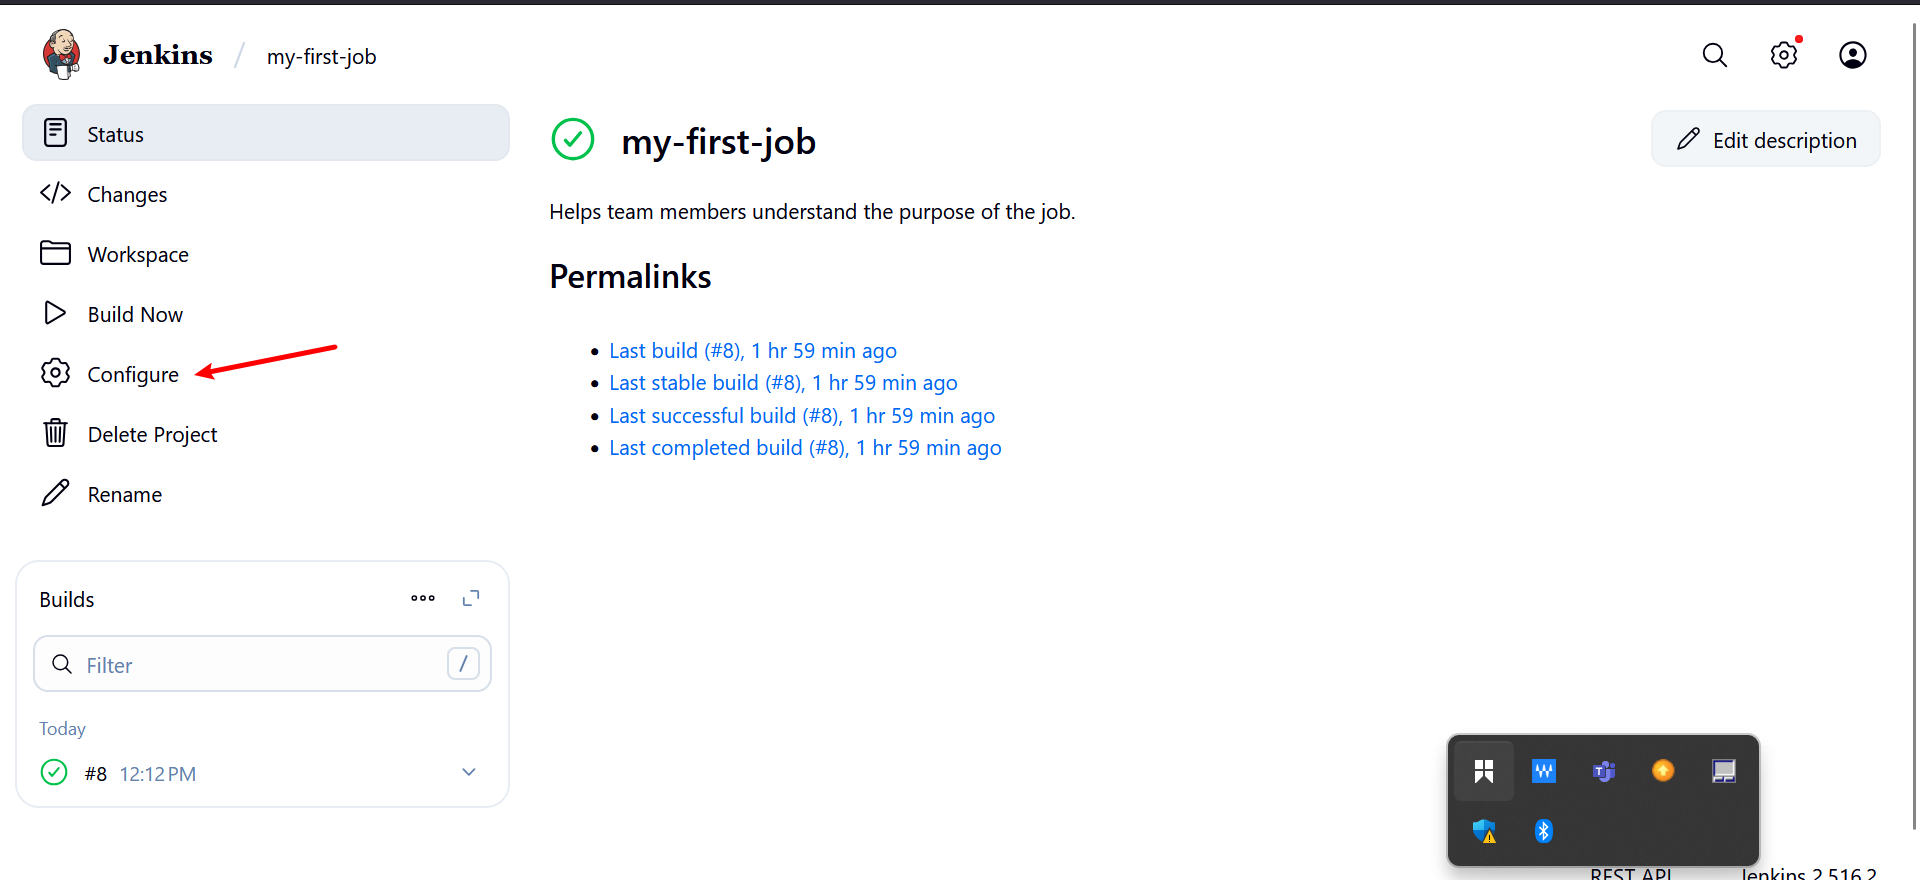 Jenkins / my-first-job
Status
Changes
Workspace
Build Now
Configure
Delete Project
Rename
Builds
Filter /
Today
#8 12:12 PM
my-first-job
Edit description
Helps team members understand the purpose of the job.
Permalinks
Last build (#8), 1 hr 59 min ago
Last stable build (#8), 1 hr 59 min ago
Last successful build (#8), 1 hr 59 min ago
Last completed build (#8), 1 hr 59 min ago
REST API Jenkins 2.516.2